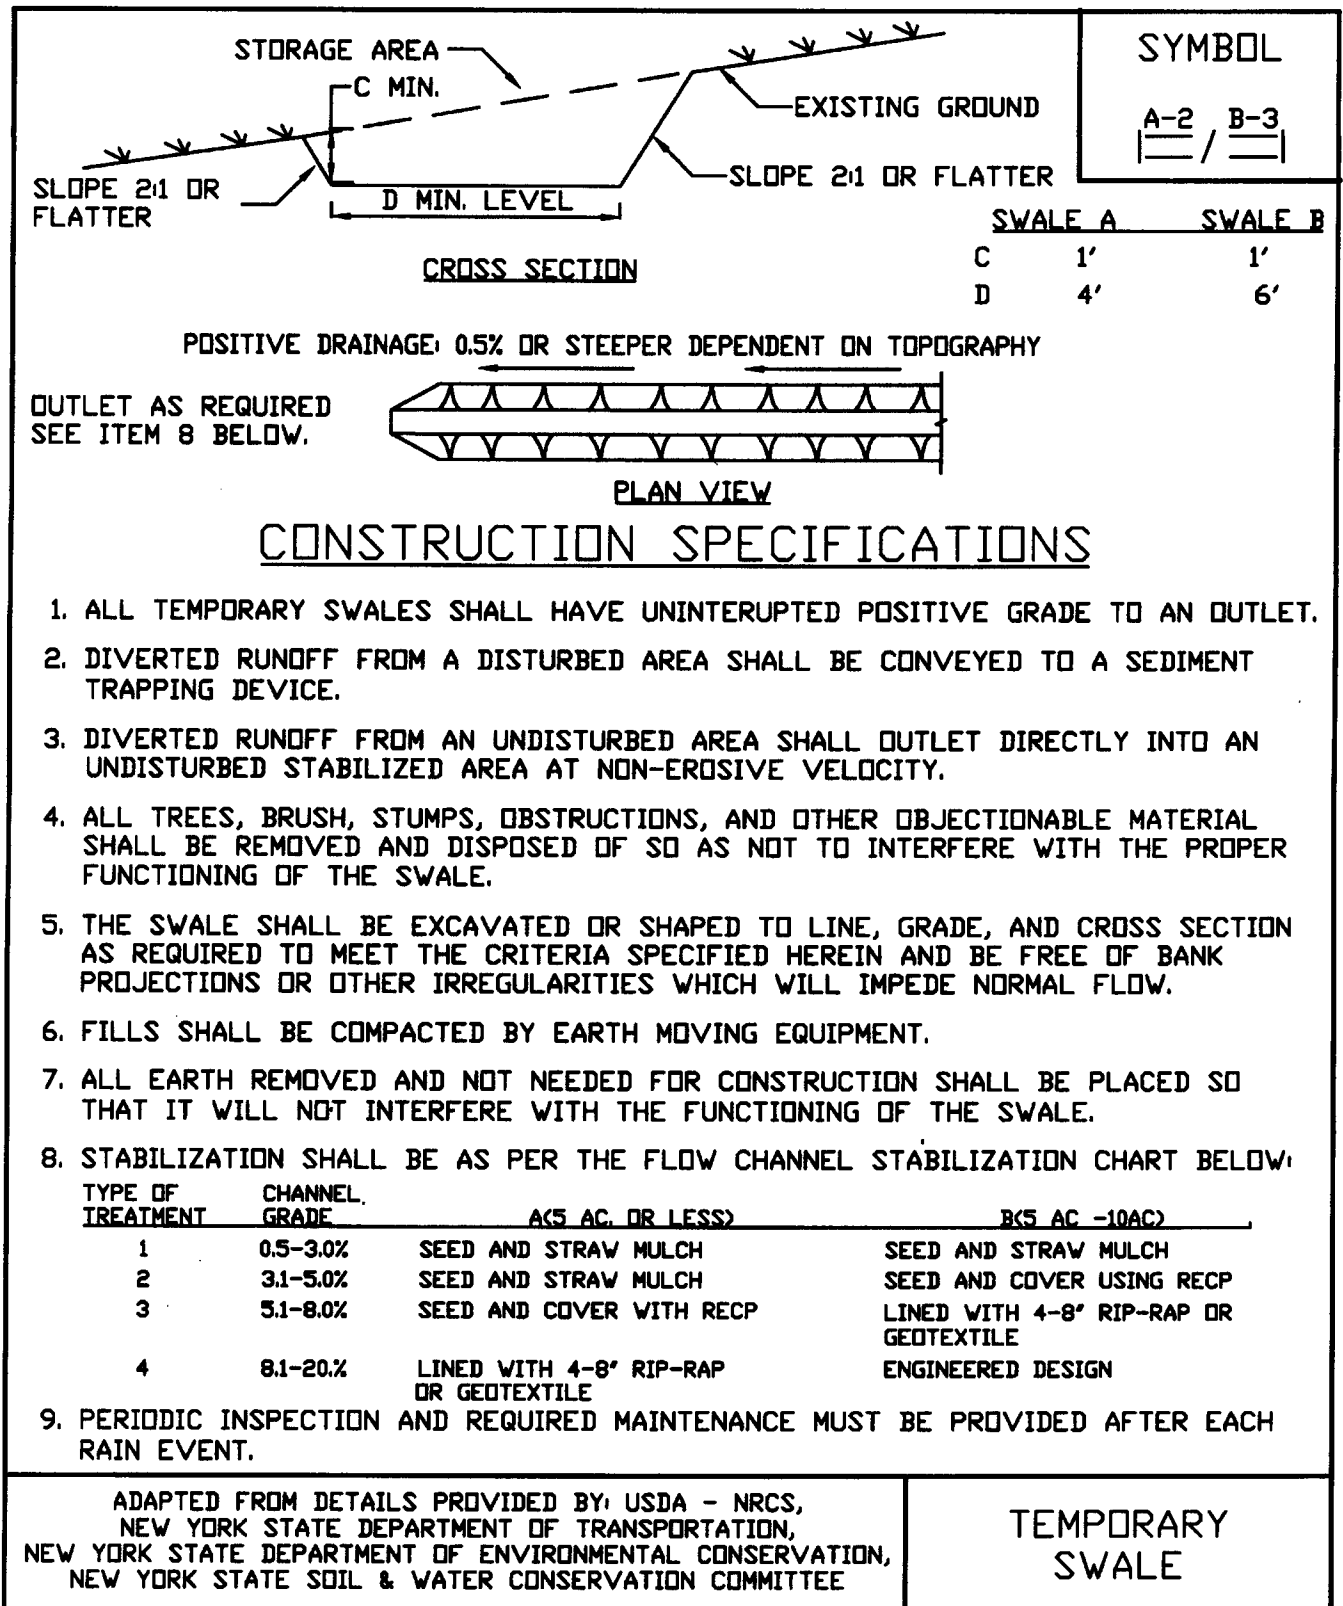 STORAGE AREA
C MIN.
EXISTING GROUND
SLOPE 2:1 OR
FLATTER
D MIN. LEVEL
SLOPE 2:1 OR FLATTER
CROSS SECTION
SYMBOL
A-2 / B-3
SWALE A SWALE B
C 1' 1'
D 4' 6'
POSITIVE DRAINAGE: 0.5% OR STEEPER DEPENDENT ON TOPOGRAPHY
OUTLET AS REQUIRED
SEE ITEM 8 BELOW.
PLAN VIEW
CONSTRUCTION SPECIFICATIONS
1. ALL TEMPORARY SWALES SHALL HAVE UNINTERUPTED POSITIVE GRADE TO AN OUTLET.
2. DIVERTED RUNOFF FROM A DISTURBED AREA SHALL BE CONVEYED TO A SEDIMENT
TRAPPING DEVICE.
3. DIVERTED RUNOFF FROM AN UNDISTURBED AREA SHALL OUTLET DIRECTLY INTO AN
UNDISTURBED STABILIZED AREA AT NON-EROSIVE VELOCITY.
4. ALL TREES, BRUSH, STUMPS, OBSTRUCTIONS, AND OTHER OBJECTIONABLE MATERIAL
SHALL BE REMOVED AND DISPOSED OF SO AS NOT TO INTERFERE WITH THE PROPER
FUNCTIONING OF THE SWALE.
5. THE SWALE SHALL BE EXCAVATED OR SHAPED TO LINE, GRADE, AND CROSS SECTION
AS REQUIRED TO MEET THE CRITERIA SPECIFIED HEREIN AND BE FREE OF BANK
PROJECTIONS OR OTHER IRREGULARITIES WHICH WILL IMPEDE NORMAL FLOW.
6. FILLS SHALL BE COMPACTED BY EARTH MOVING EQUIPMENT.
7. ALL EARTH REMOVED AND NOT NEEDED FOR CONSTRUCTION SHALL BE PLACED SO
THAT IT WILL NOT INTERFERE WITH THE FUNCTIONING OF THE SWALE.
8. STABILIZATION SHALL BE AS PER THE FLOW CHANNEL STABILIZATION CHART BELOW:
TYPE OF CHANNEL
TREATMENT GRADE A(5 AC. OR LESS) B(5 AC -10AC)
1 0.5-3.0% SEED AND STRAW MULCH SEED AND STRAW MULCH
2 3.1-5.0% SEED AND STRAW MULCH SEED AND COVER USING RECP
3 5.1-8.0% SEED AND COVER WITH RECP LINED WITH 4-8" RIP-RAP OR
GEOTEXTILE
4 8.1-20.% LINED WITH 4-8" RIP-RAP ENGINEERED DESIGN
OR GEOTEXTILE
9. PERIODIC INSPECTION AND REQUIRED MAINTENANCE MUST BE PROVIDED AFTER EACH
RAIN EVENT.
ADAPTED FROM DETAILS PROVIDED BY: USDA - NRCS,
NEW YORK STATE DEPARTMENT OF TRANSPORTATION,
NEW YORK STATE DEPARTMENT OF ENVIRONMENTAL CONSERVATION,
NEW YORK STATE SOIL & WATER CONSERVATION COMMITTEE
TEMPORARY
SWALE